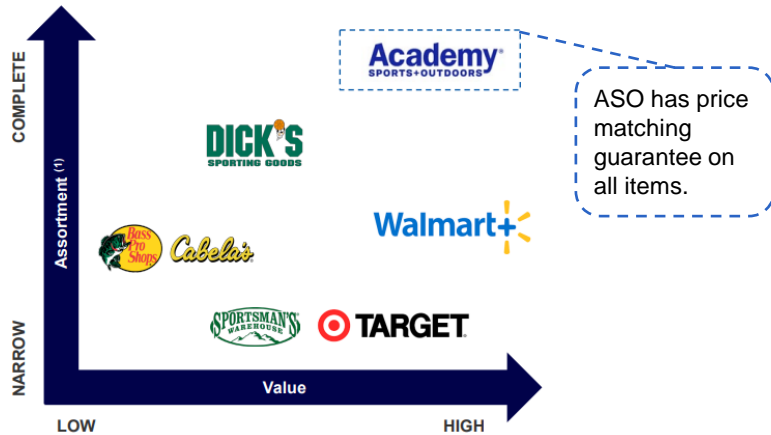 COMPLETE
Academy
SPORTS+OUTDOORS
ASO has price
matching
guarantee on
all items.
DICK'S
SPORTING GOODS
Assortment (1)
Walmart+
Bass
Pro
Shops
Cabela's
SPORTSMAN'S
WAREHOUSE
TARGET
NARROW
Value
LOW
HIGH